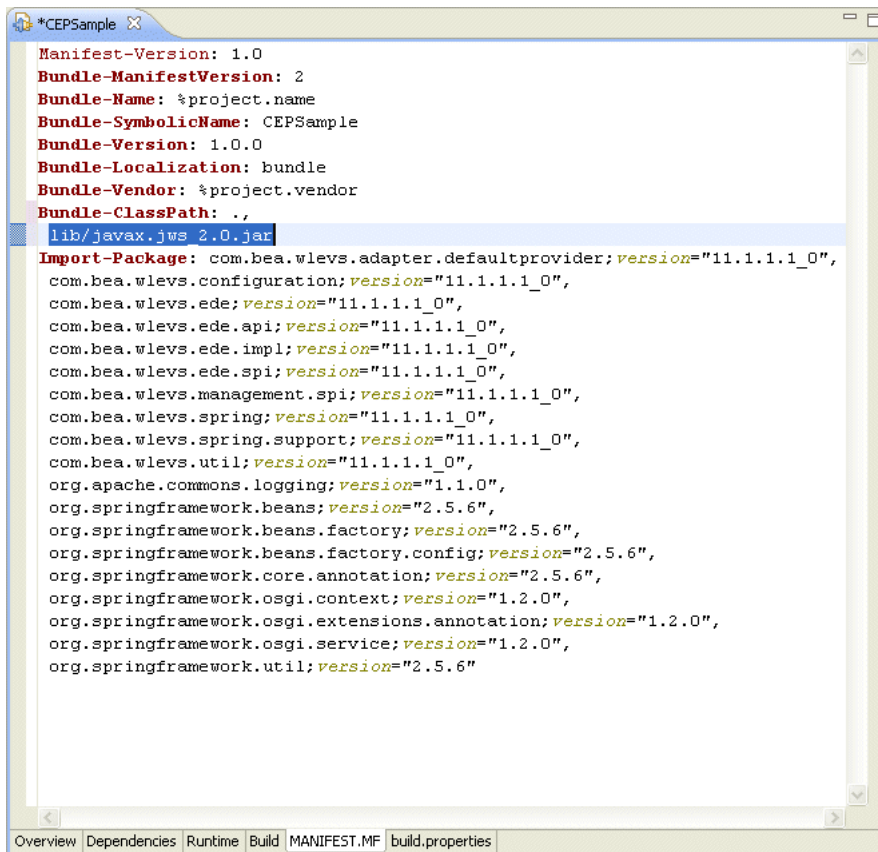 *CEPSample
Manifest-Version: 1.0
Bundle-ManifestVersion: 2
Bundle-Name: %project.name
Bundle-SymbolicName: CEPSample
Bundle-Version: 1.0.0
Bundle-Localization: bundle
Bundle-Vendor: %project.vendor
Bundle-ClassPath: .,
lib/javax.jws_2.0.jar
Import-Package: com.bea.wlevs.adapter.defaultprovider;version="11.1.1.1_0",
com.bea.wlevs.configuration;version="11.1.1.1_0",
com.bea.wlevs.ede;version="11.1.1.1_0",
com.bea.wlevs.ede.api;version="11.1.1.1_0",
com.bea.wlevs.ede.impl;version="11.1.1.1_0",
com.bea.wlevs.ede.spi;version="11.1.1.1_0",
com.bea.wlevs.management.spi;version="11.1.1.1_0",
com.bea.wlevs.spring;version="11.1.1.1_0",
com.bea.wlevs.spring.support;version="11.1.1.1_0",
com.bea.wlevs.util;version="11.1.1.1_0",
org.apache.commons.logging;version="1.1.0",
org.springframework.beans;version="2.5.6",
org.springframework.beans.factory;version="2.5.6",
org.springframework.beans.factory.config;version="2.5.6",
org.springframework.core.annotation;version="2.5.6",
org.springframework.osgi.context;version="1.2.0",
org.springframework.osgi.extensions.annotation;version="1.2.0",
org.springframework.osgi.service;version="1.2.0",
org.springframework.util;version="2.5.6"
Overview Dependencies Runtime Build MANIFEST.MF build.properties